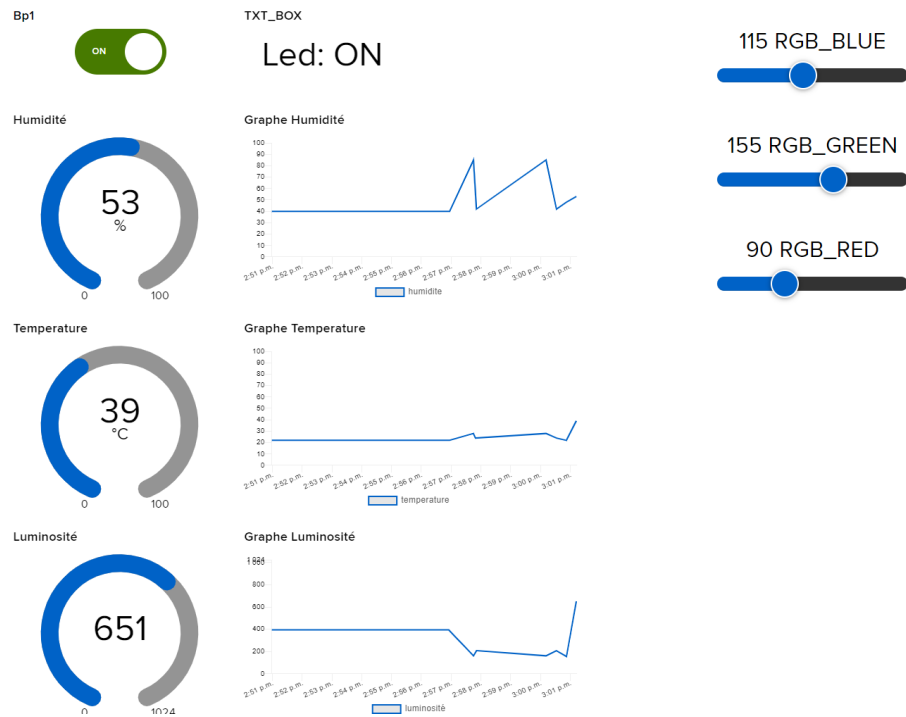 Bp1
ON
TXT_BOX
Led: ON
115 RGB_BLUE
155 RGB_GREEN
90 RGB_RED
Humidité
53
%
0
100
Graphe Humidité
100
90
80
70
60
50
40
30
20
10
0
2:51 p.m.
2:52 p.m.
2:53 p.m.
2:54 p.m.
2:55 p.m.
2:56 p.m.
2:57 p.m.
2:58 p.m.
2:59 p.m.
3:00 p.m.
3:01 p.m.
humidite
Temperature
39
°C
0
100
Graphe Temperature
100
90
80
70
60
50
40
30
20
10
0
2:51 p.m.
2:52 p.m.
2:53 p.m.
2:54 p.m.
2:55 p.m.
2:56 p.m.
2:57 p.m.
2:58 p.m.
2:59 p.m.
3:00 p.m.
3:01 p.m.
temperature
Luminosité
651
0
1024
Graphe Luminosité
1 024
1 000
800
600
400
200
0
2:51 p.m.
2:52 p.m.
2:53 p.m.
2:54 p.m.
2:55 p.m.
2:56 p.m.
2:57 p.m.
2:58 p.m.
2:59 p.m.
3:00 p.m.
3:01 p.m.
luminosité